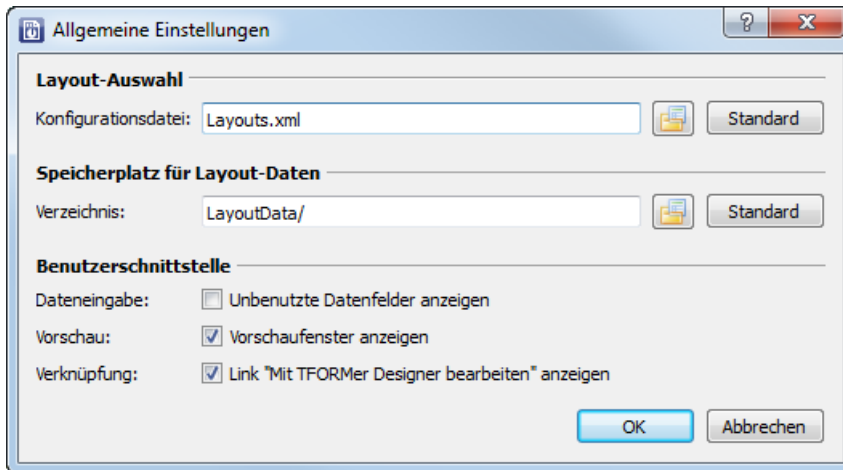 Allgemeine Einstellungen
Layout-Auswahl
Konfigurationsdatei: Layouts.xml Standard
Speicherplatz für Layout-Daten
Verzeichnis: LayoutData/ Standard
Benutzerschnittstelle
Dateneingabe: Unbenutzte Datenfelder anzeigen
Vorschau: Vorschaufenster anzeigen
Verknüpfung: Link "Mit TFORMer Designer bearbeiten" anzeigen
OK Abbrechen